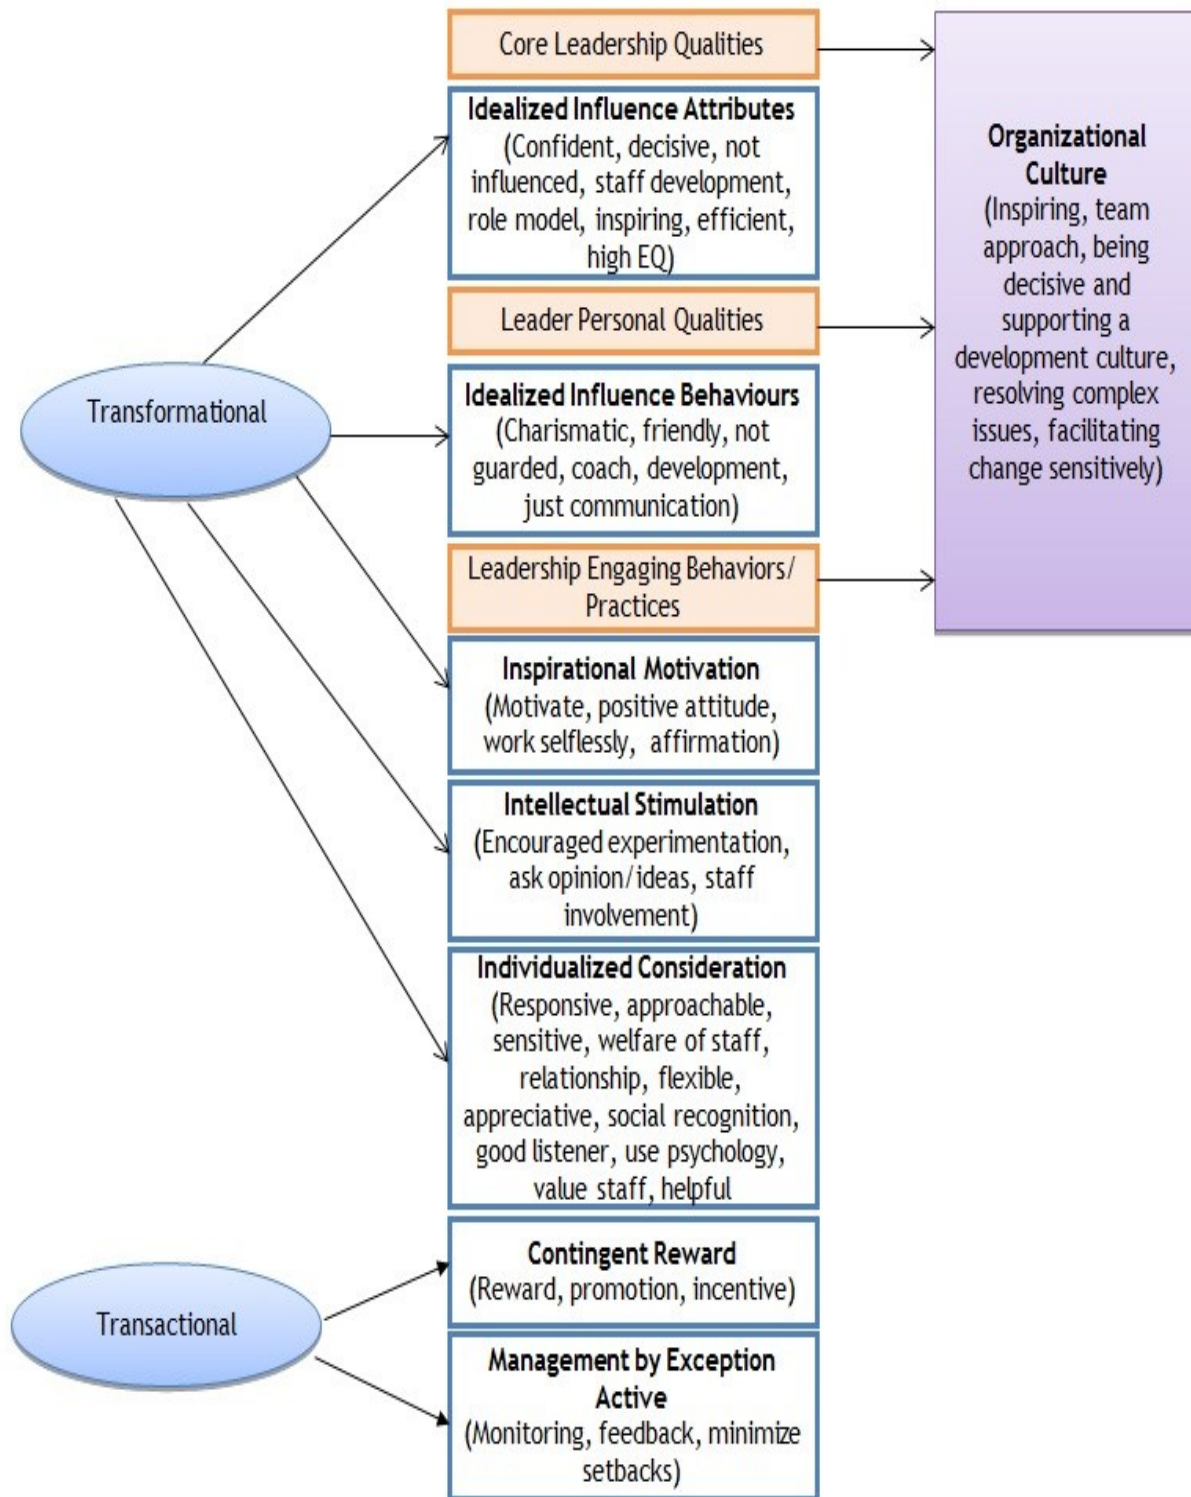 Core Leadership Qualities
Idealized Influence Attributes
(Confident, decisive, not
influenced, staff development,
role model, inspiring, efficient,
high EQ)
Leader Personal Qualities
Idealized Influence Behaviours
(Charismatic, friendly, not
guarded, coach, development,
just communication)
Leadership Engaging Behaviors/
Practices
Inspirational Motivation
(Motivate, positive attitude,
work selflessly, affirmation)
Intellectual Stimulation
(Encouraged experimentation,
ask opinion/ideas, staff
involvement)
Individualized Consideration
(Responsive, approachable,
sensitive, welfare of staff,
relationship, flexible,
appreciative, social recognition,
good listener, use psychology,
value staff, helpful
Contingent Reward
(Reward, promotion, incentive)
Management by Exception
Active
(Monitoring, feedback, minimize
setbacks)
Transformational
Transactional
Organizational
Culture
(Inspiring, team
approach, being
decisive and
supporting a
development culture,
resolving complex
issues, facilitating
change sensitively)